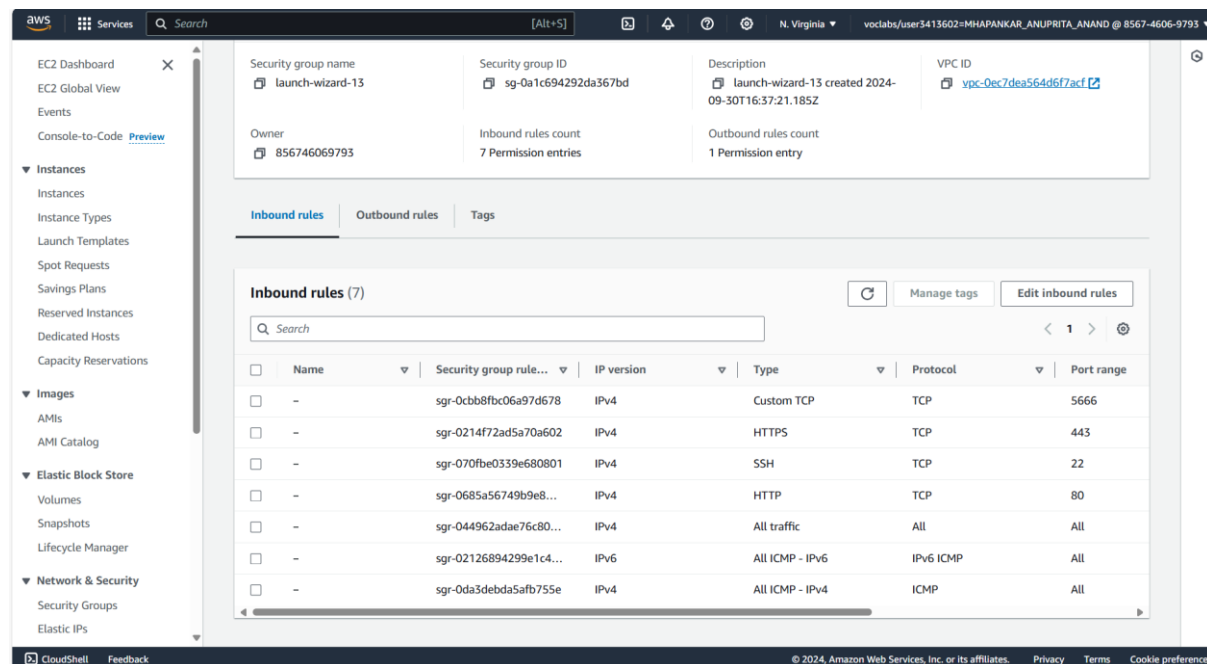 aws Services Search [Alt+S] N. Virginia voclabs/user3413602=MHAPANKAR_ANUPRITA_ANAND @ 8567-4606-9793
EC2 Dashboard
EC2 Global View
Events
Console-to-Code Preview
Instances
Instances
Instance Types
Launch Templates
Spot Requests
Savings Plans
Reserved Instances
Dedicated Hosts
Capacity Reservations
Images
AMIs
AMI Catalog
Elastic Block Store
Volumes
Snapshots
Lifecycle Manager
Network & Security
Security Groups
Elastic IPs
Security group name Security group ID Description VPC ID
launch-wizard-13 sg-0a1c694292da367bd launch-wizard-13 created 2024- vpc-0ec7dea564d6f7acf
09-30T16:37:21.185Z
Owner Inbound rules count Outbound rules count
856746069793 7 Permission entries 1 Permission entry
Inbound rules Outbound rules Tags
Inbound rules (7) Manage tags Edit inbound rules
Search 1
Name Security group rule... IP version Type Protocol Port range
– sgr-0cbb8fbc06a97d678 IPv4 Custom TCP TCP 5666
– sgr-0214f72ad5a70a602 IPv4 HTTPS TCP 443
– sgr-070fbe0339e680801 IPv4 SSH TCP 22
– sgr-0685a56749b9e8... IPv4 HTTP TCP 80
– sgr-044962adae76c80... IPv4 All traffic All All
– sgr-02126894299e1c4... IPv6 All ICMP - IPv6 IPv6 ICMP All
– sgr-0da3debda5afb755e IPv4 All ICMP - IPv4 ICMP All
CloudShell Feedback © 2024, Amazon Web Services, Inc. or its affiliates. Privacy Terms Cookie preference